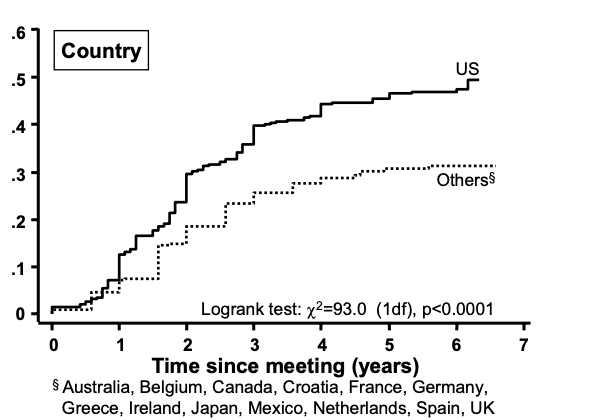 .6
Country
.5
US
.4
.3
Others§
.2
.1
Logrank test: χ²=93.0 (1df), p<0.0001
0
0 1 2 3 4 5 6 7
Time since meeting (years)
§ Australia, Belgium, Canada, Croatia, France, Germany,
Greece, Ireland, Japan, Mexico, Netherlands, Spain, UK